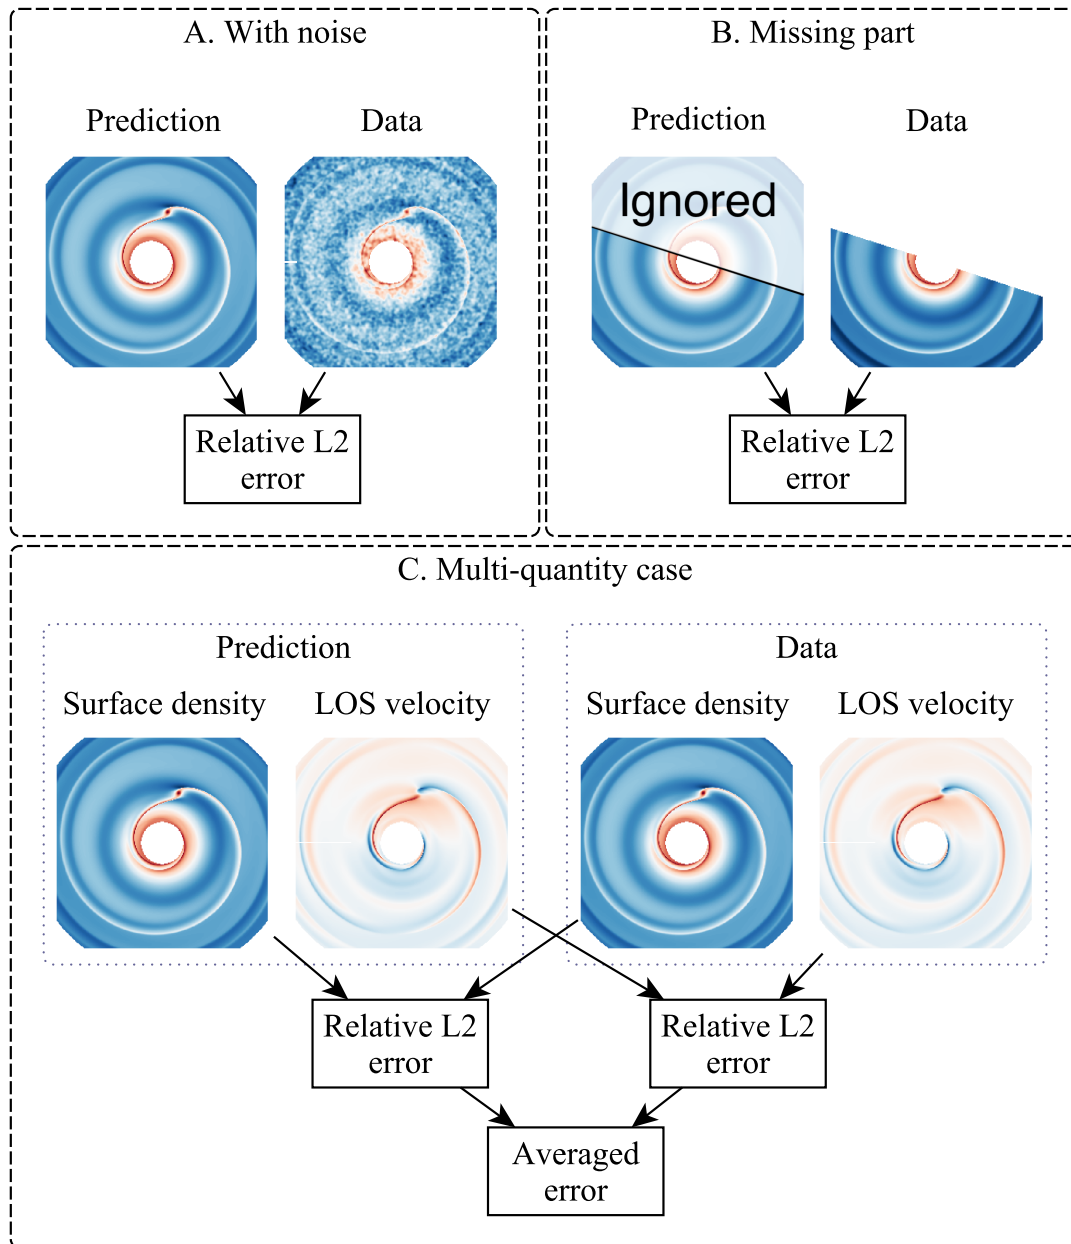 A. With noise
Prediction
Data
Relative L2
error
B. Missing part
Prediction
Data
Ignored
Relative L2
error
C. Multi-quantity case
Prediction
Surface density
LOS velocity
Data
Surface density
LOS velocity
Relative L2
error
Relative L2
error
Averaged
error